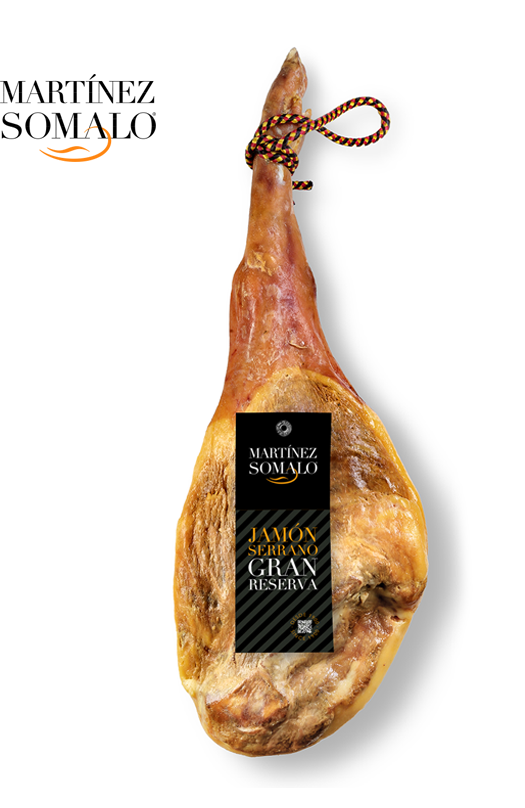 MARTÍNEZ
SOMALO
MARTÍNEZ
SOMALO
JAMÓN
SERRANO
GRAN
RESERVA